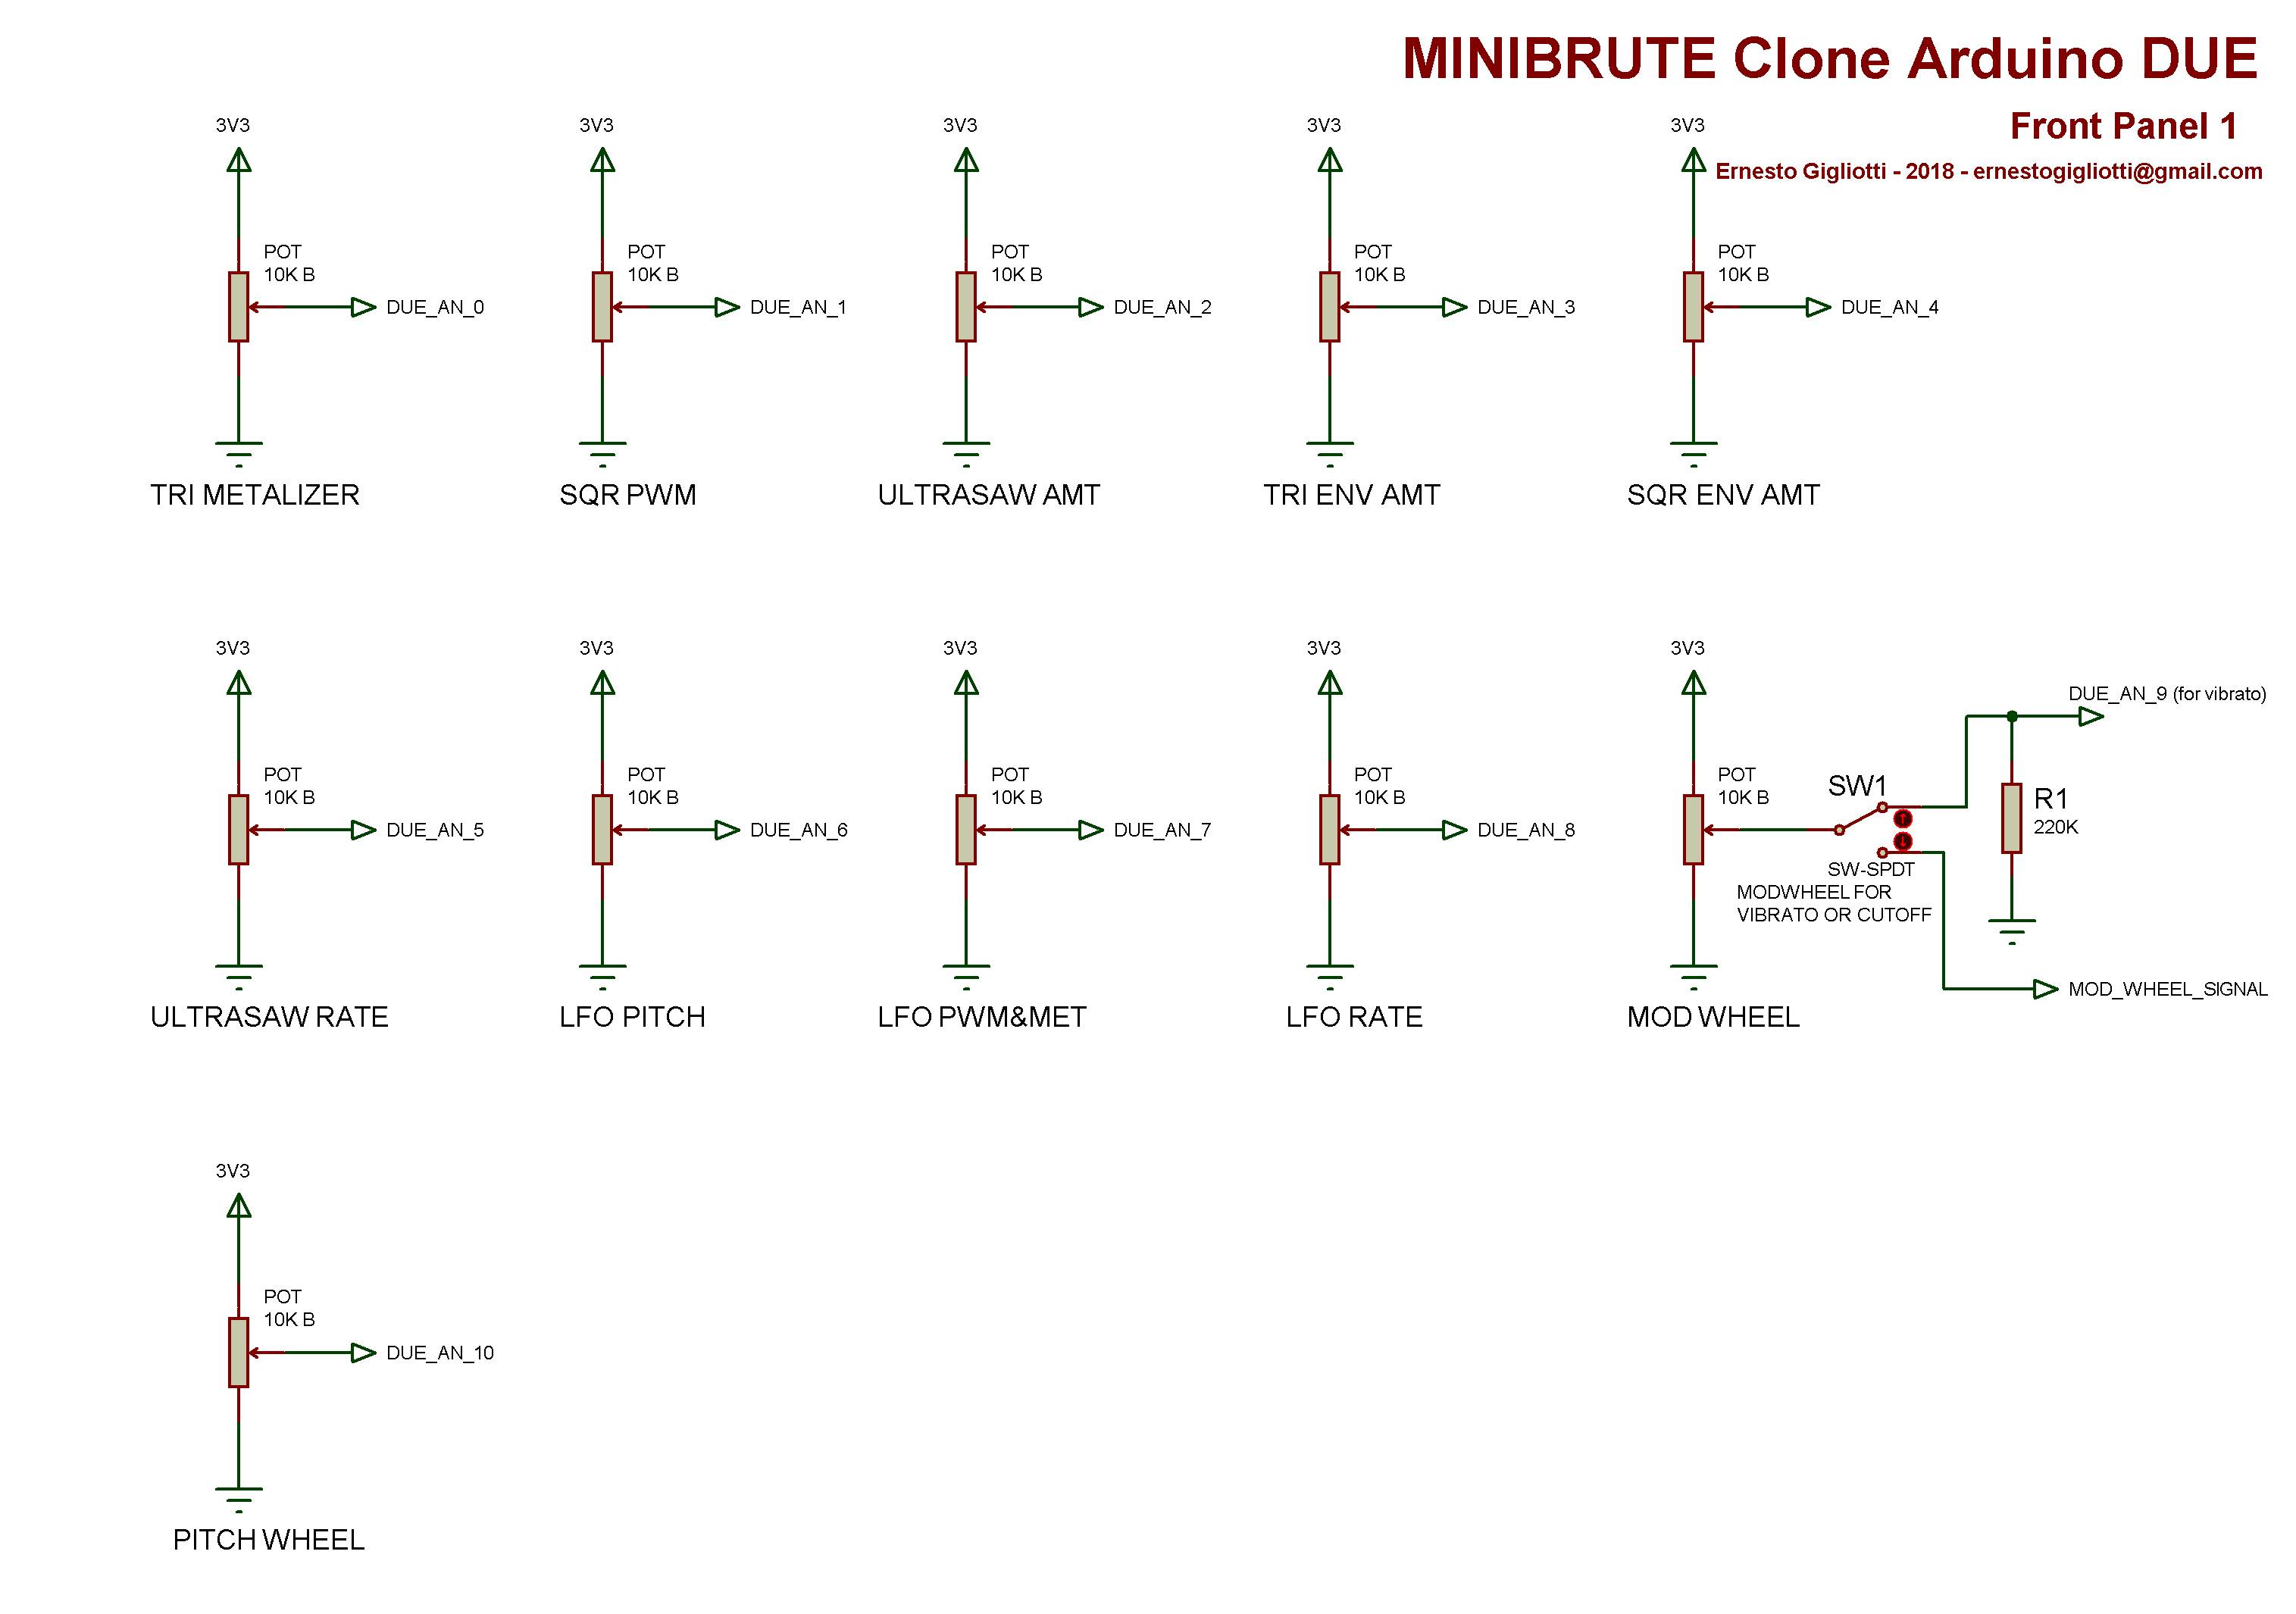 MINIBRUTE Clone Arduino DUE
Front Panel 1
Ernesto Gigliotti - 2018 - ernestogigliotti@gmail.com
3V3
POT
10K B
DUE_AN_0
TRI METALIZER
3V3
POT
10K B
DUE_AN_1
SQR PWM
3V3
POT
10K B
DUE_AN_2
ULTRASAW AMT
3V3
POT
10K B
DUE_AN_3
TRI ENV AMT
3V3
POT
10K B
DUE_AN_4
SQR ENV AMT
3V3
POT
10K B
DUE_AN_5
ULTRASAW RATE
3V3
POT
10K B
DUE_AN_6
LFO PITCH
3V3
POT
10K B
DUE_AN_7
LFO PWM&MET
3V3
POT
10K B
DUE_AN_8
LFO RATE
3V3
POT
10K B
SW1
SW-SPDT
MODWHEEL FOR
VIBRATO OR CUTOFF
DUE_AN_9 (for vibrato)
R1
220K
MOD_WHEEL_SIGNAL
MOD WHEEL
3V3
POT
10K B
DUE_AN_10
PITCH WHEEL